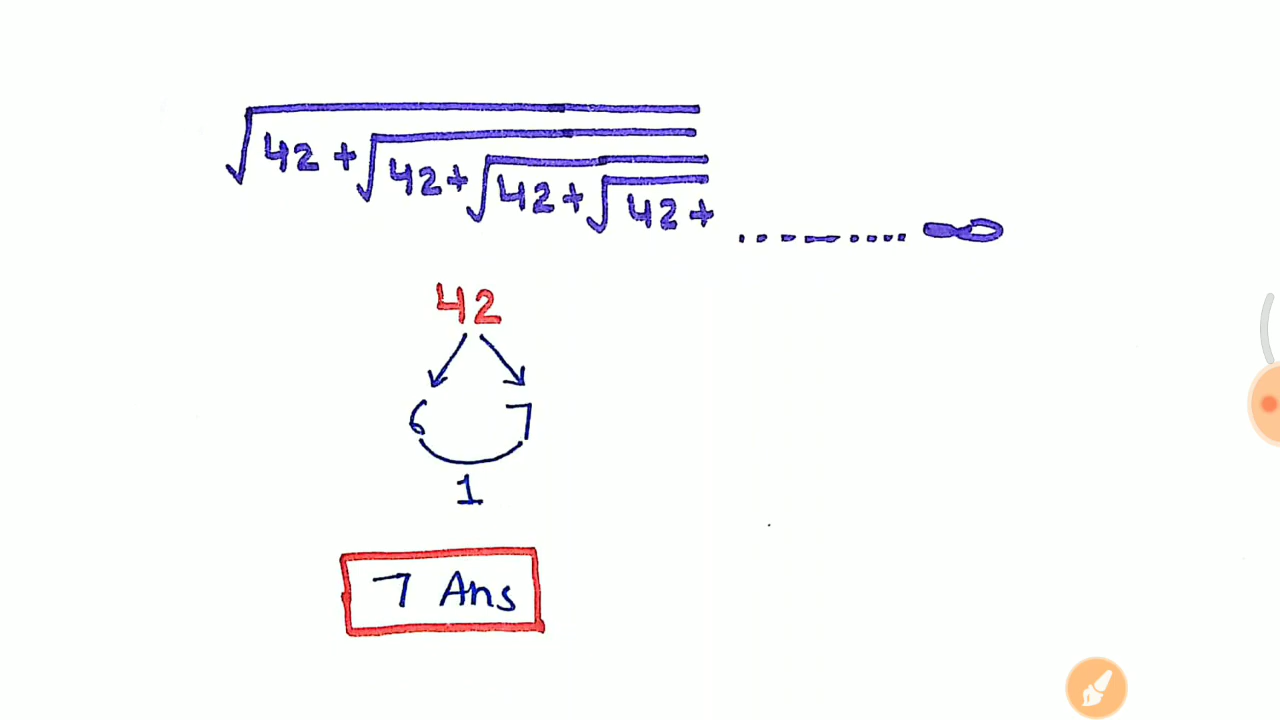 √42+√42+√42+√42+ ........... ∞
42
6 7
1
7 Ans